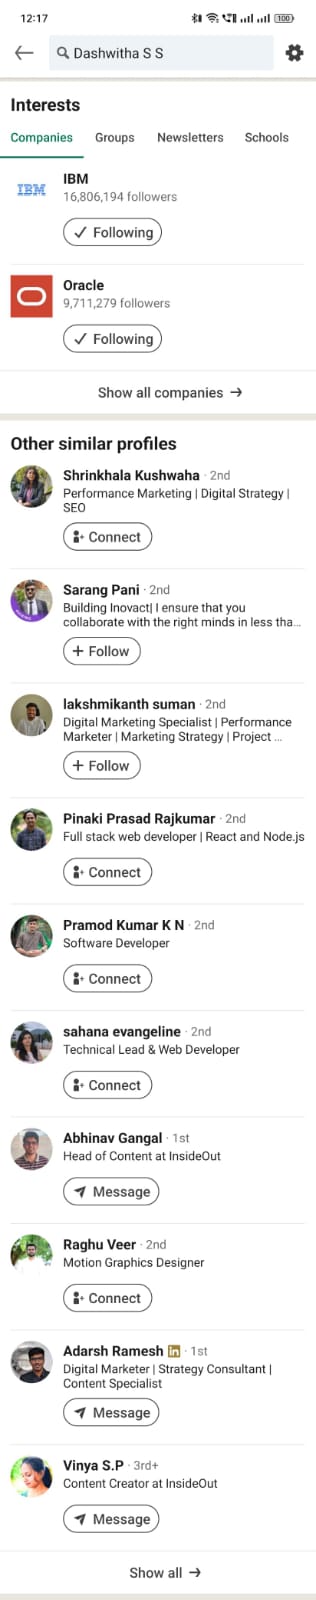 12:17
100
Dashwitha S S
Interests
Companies Groups Newsletters Schools
IBM
IBM
16,806,194 followers
Following
Oracle
9,711,279 followers
Following
Show all companies →
Other similar profiles
Shrinkhala Kushwaha · 2nd
Performance Marketing | Digital Strategy |
SEO
Connect
Sarang Pani · 2nd
Building Inovact| I ensure that you
collaborate with the right minds in less tha...
+ Follow
lakshmikanth suman · 2nd
Digital Marketing Specialist | Performance
Marketer | Marketing Strategy | Project ...
+ Follow
Pinaki Prasad Rajkumar · 2nd
Full stack web developer | React and Node.js
Connect
Pramod Kumar K N · 2nd
Software Developer
Connect
sahana evangeline · 2nd
Technical Lead & Web Developer
Connect
Abhinav Gangal · 1st
Head of Content at InsideOut
Message
Raghu Veer · 2nd
Motion Graphics Designer
Connect
Adarsh Ramesh in · 1st
Digital Marketer | Strategy Consultant |
Content Specialist
Message
Vinya S.P · 3rd+
Content Creator at InsideOut
Message
Show all →